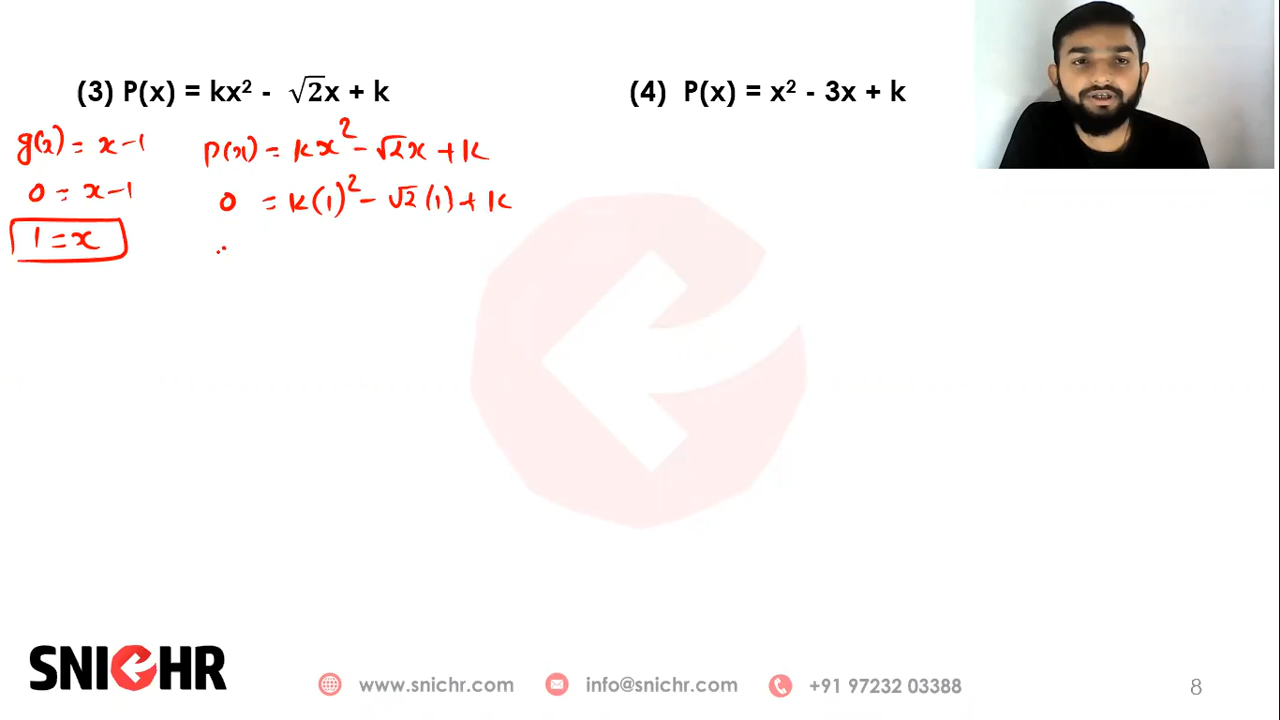 (3) P(x) = kx² - √2x + k
(4) P(x) = x² - 3x + k
g(x) = x-1
0 = x-1
1 = x
p(x) = kx² - √2x + k
0 = k(1)² - √2(1) + k
SNICHR
www.snichr.com
info@snichr.com
+91 97232 03388
8